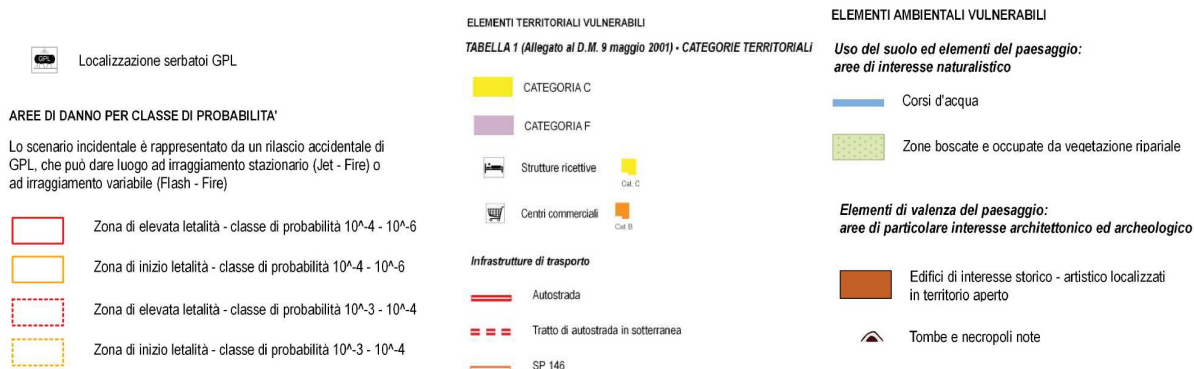 GPL
Localizzazione serbatoi GPL
AREE DI DANNO PER CLASSE DI PROBABILITA'
Lo scenario incidentale è rappresentato da un rilascio accidentale di
GPL, che può dare luogo ad irraggiamento stazionario (Jet - Fire) o
ad irraggiamento variabile (Flash - Fire)
Zona di elevata letalità - classe di probabilità 10^-4 - 10^-6
Zona di inizio letalità - classe di probabilità 10^-4 - 10^-6
Zona di elevata letalità - classe di probabilità 10^-3 - 10^-4
Zona di inizio letalità - classe di probabilità 10^-3 - 10^-4
ELEMENTI TERRITORIALI VULNERABILI
TABELLA 1 (Allegato al D.M. 9 maggio 2001) - CATEGORIE TERRITORIALI
CATEGORIA C
CATEGORIA F
Strutture ricettive
Cat. C
Centri commerciali
Cat B
Infrastrutture di trasporto
Autostrada
Tratto di autostrada in sotterranea
SP 146
ELEMENTI AMBIENTALI VULNERABILI
Uso del suolo ed elementi del paesaggio:
aree di interesse naturalistico
Corsi d'acqua
Zone boscate e occupate da vegetazione ripariale
Elementi di valenza del paesaggio:
aree di particolare interesse architettonico ed archeologico
Edifici di interesse storico - artistico localizzati
in territorio aperto
Tombe e necropoli note